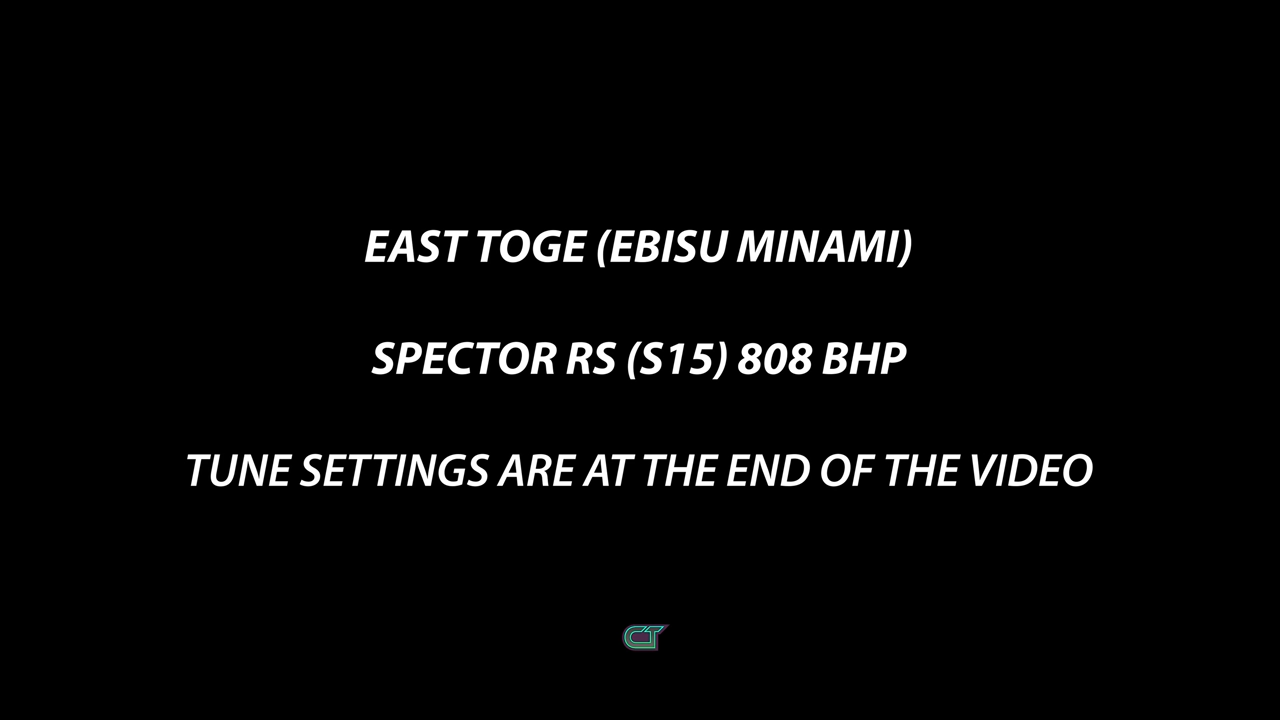 EAST TOGE (EBISU MINAMI)
SPECTOR RS (S15) 808 BHP
TUNE SETTINGS ARE AT THE END OF THE VIDEO
CT